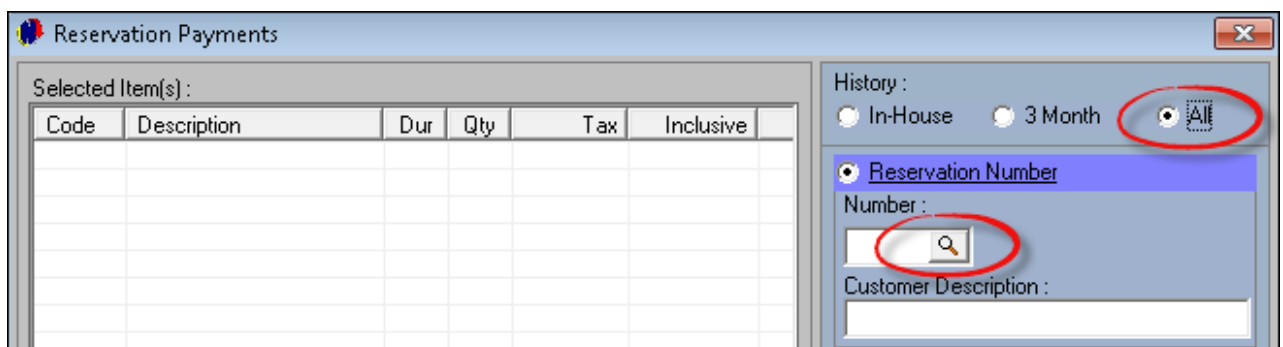 Reservation Payments
Selected Item(s) :
Code Description Dur Qty Tax Inclusive
History :
In-House 3 Month All
Reservation Number
Number :
Customer Description :